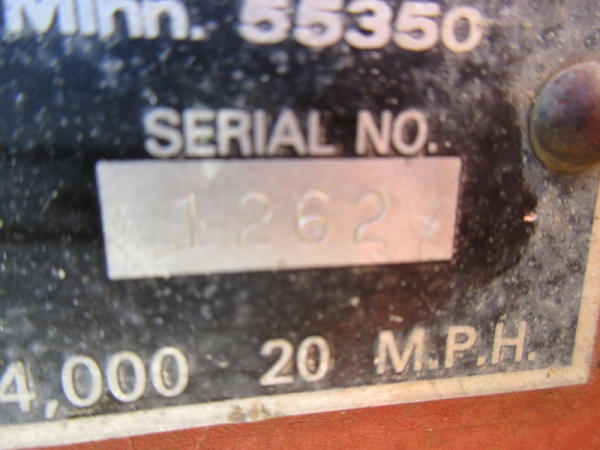 Minn. 55350
SERIAL NO.
1262
4,000 20 M.P.H.